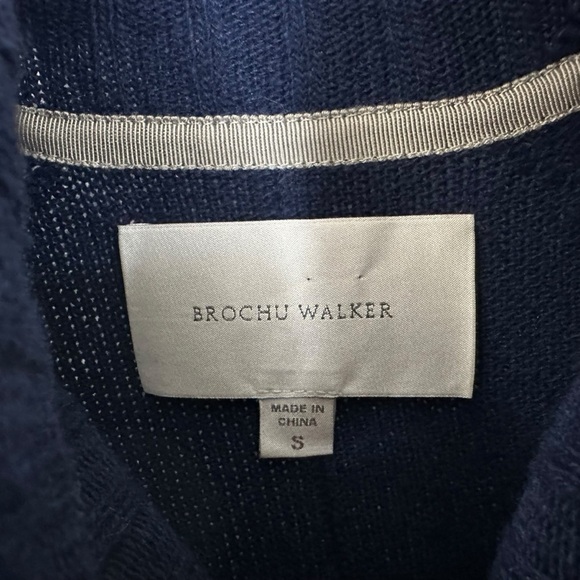 BROCHU WALKER
MADE IN
CHINA
S